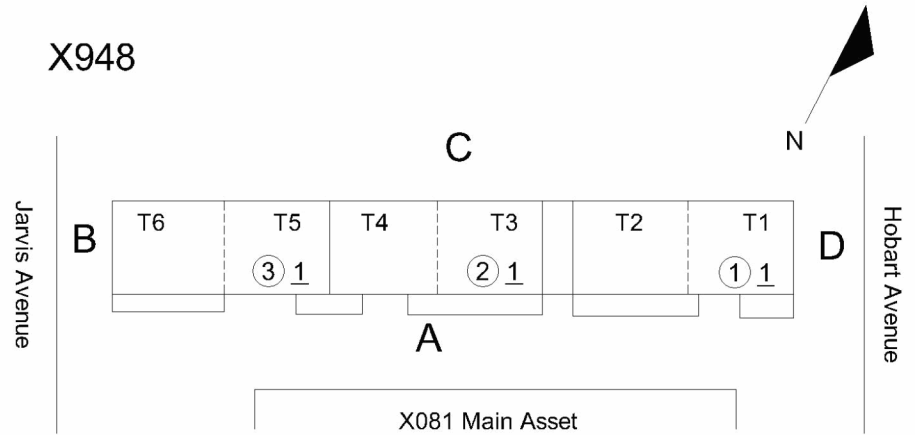 X948
N
C
Jarvis Avenue
B
T6
T5
T4
T3
T2
T1
D
Hobart Avenue
3 1
2 1
1 1
A
X081 Main Asset